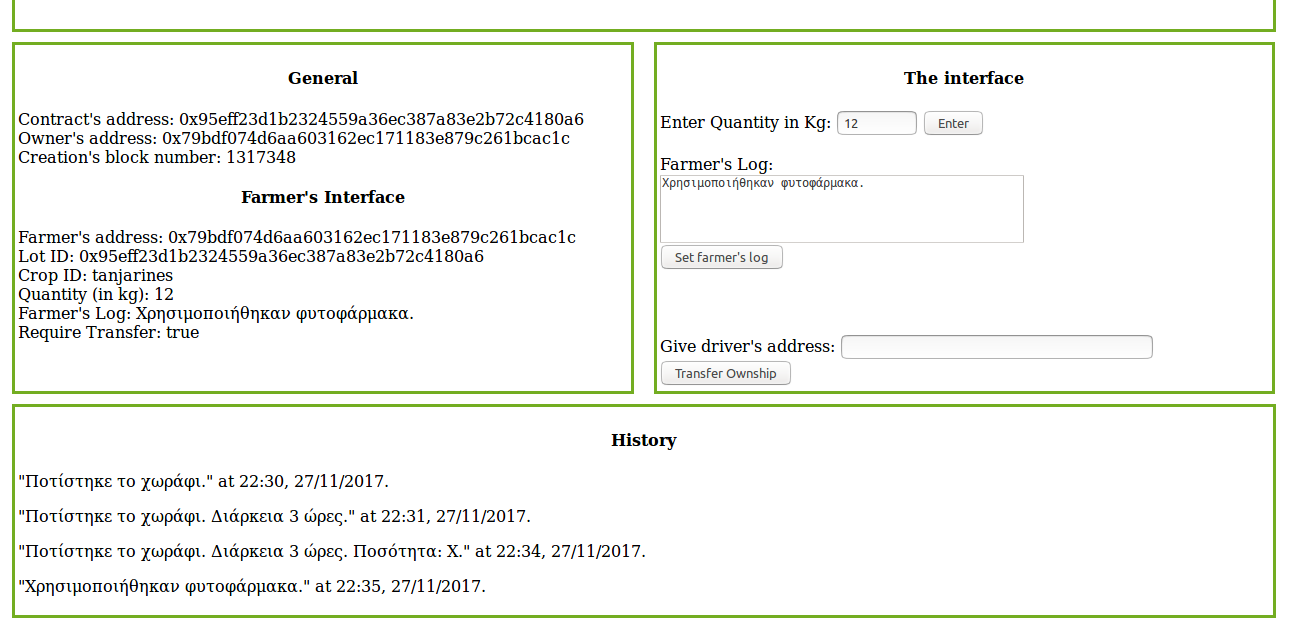 General
Contract's address: 0x95eff23d1b2324559a36ec387a83e2b72c4180a6
Owner's address: 0x79bdf074d6aa603162ec171183e879c261bcac1c
Creation's block number: 1317348
Farmer's Interface
Farmer's address: 0x79bdf074d6aa603162ec171183e879c261bcac1c
Lot ID: 0x95eff23d1b2324559a36ec387a83e2b72c4180a6
Crop ID: tanjarines
Quantity (in kg): 12
Farmer's Log: Χρησιμοποιήθηκαν φυτοφάρμακα.
Require Transfer: true
The interface
Enter Quantity in Kg: 12 Enter
Farmer's Log:
Χρησιμοποιήθηκαν φυτοφάρμακα.
Set farmer's log
Give driver's address:
Transfer Ownship
History
"Ποτίστηκε το χωράφι." at 22:30, 27/11/2017.
"Ποτίστηκε το χωράφι. Διάρκεια 3 ώρες." at 22:31, 27/11/2017.
"Ποτίστηκε το χωράφι. Διάρκεια 3 ώρες. Ποσότητα: Χ." at 22:34, 27/11/2017.
"Χρησιμοποιήθηκαν φυτοφάρμακα." at 22:35, 27/11/2017.